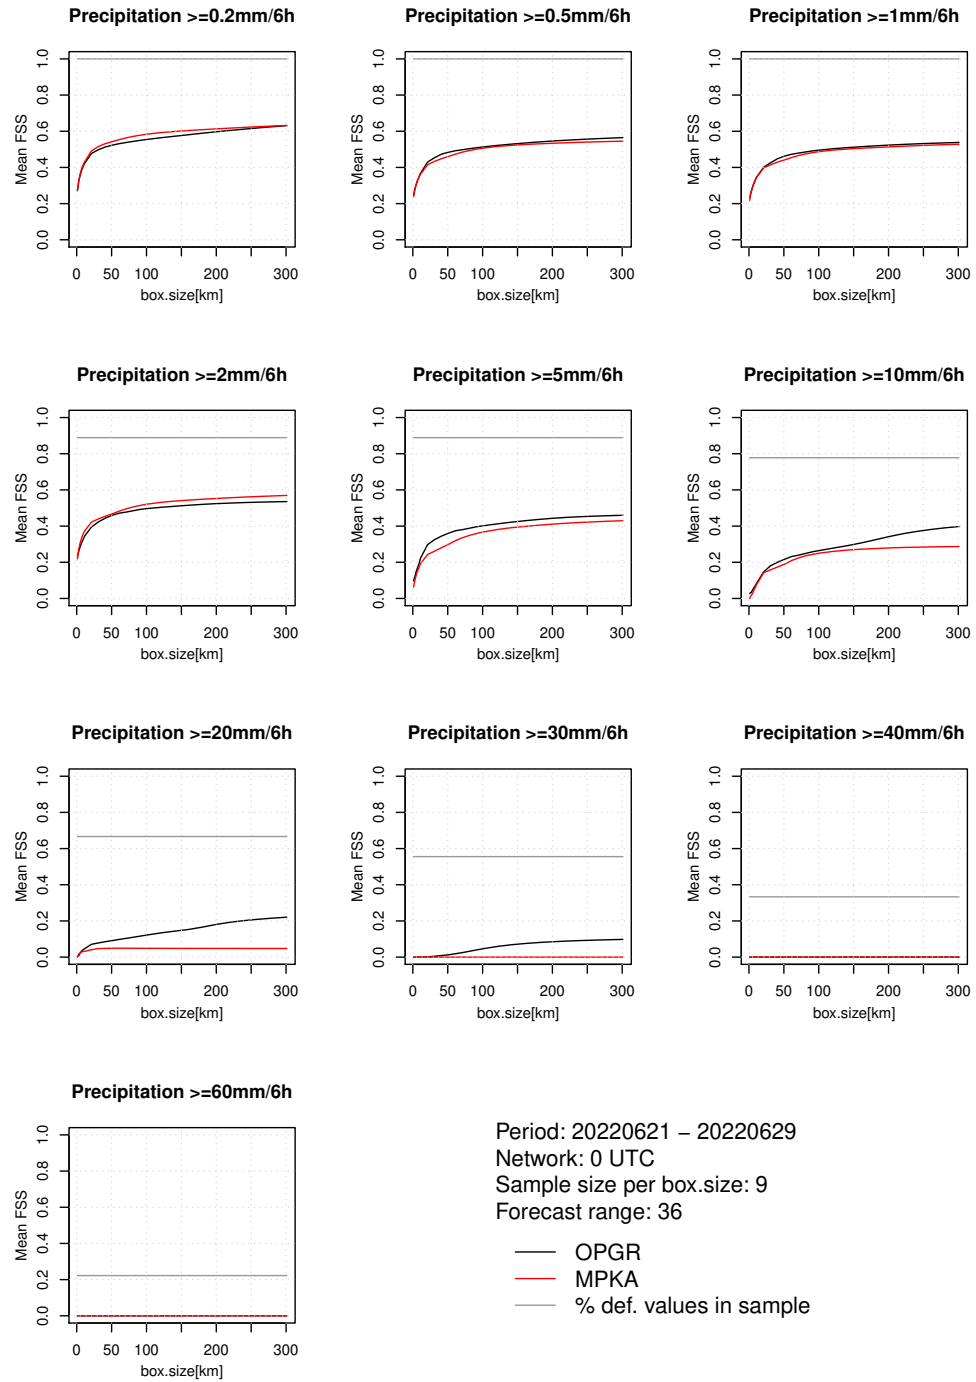 Precipitation >=0.2mm/6h
Mean FSS
0.0 0.2 0.4 0.6 0.8 1.0
0 50 100 200 300
box.size[km]
Precipitation >=0.5mm/6h
Mean FSS
0.0 0.2 0.4 0.6 0.8 1.0
0 50 100 200 300
box.size[km]
Precipitation >=1mm/6h
Mean FSS
0.0 0.2 0.4 0.6 0.8 1.0
0 50 100 200 300
box.size[km]
Precipitation >=2mm/6h
Mean FSS
0.0 0.2 0.4 0.6 0.8 1.0
0 50 100 200 300
box.size[km]
Precipitation >=5mm/6h
Mean FSS
0.0 0.2 0.4 0.6 0.8 1.0
0 50 100 200 300
box.size[km]
Precipitation >=10mm/6h
Mean FSS
0.0 0.2 0.4 0.6 0.8 1.0
0 50 100 200 300
box.size[km]
Precipitation >=20mm/6h
Mean FSS
0.0 0.2 0.4 0.6 0.8 1.0
0 50 100 200 300
box.size[km]
Precipitation >=30mm/6h
Mean FSS
0.0 0.2 0.4 0.6 0.8 1.0
0 50 100 200 300
box.size[km]
Precipitation >=40mm/6h
Mean FSS
0.0 0.2 0.4 0.6 0.8 1.0
0 50 100 200 300
box.size[km]
Precipitation >=60mm/6h
Mean FSS
0.0 0.2 0.4 0.6 0.8 1.0
0 50 100 200 300
box.size[km]
Period: 20220621 − 20220629
Network: 0 UTC
Sample size per box.size: 9
Forecast range: 36
OPGR
MPKA
% def. values in sample